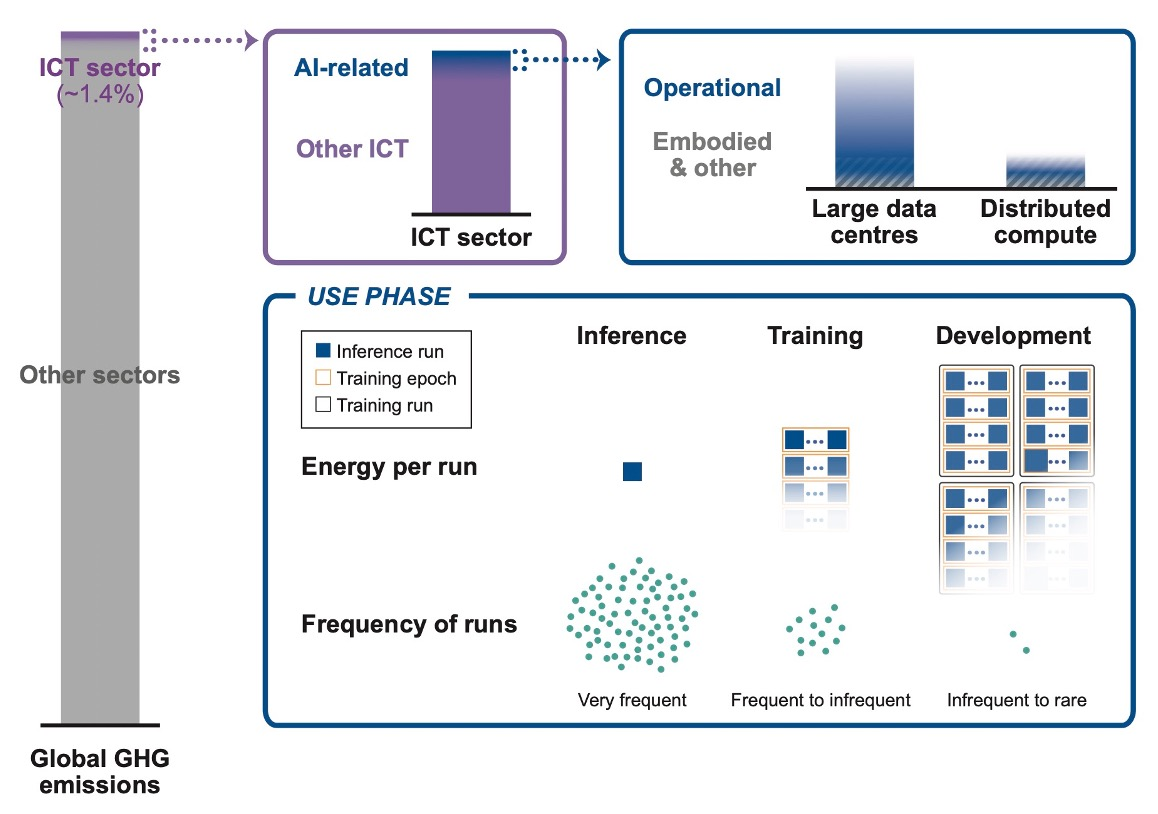 ICT sector
(~1.4%)
Other sectors
Global GHG
emissions
AI-related
Other ICT
ICT sector
Operational
Embodied
& other
Large data
centres
Distributed
compute
USE PHASE
Inference run
Training epoch
Training run
Inference
Training
Development
Energy per run
Frequency of runs
Very frequent
Frequent to infrequent
Infrequent to rare